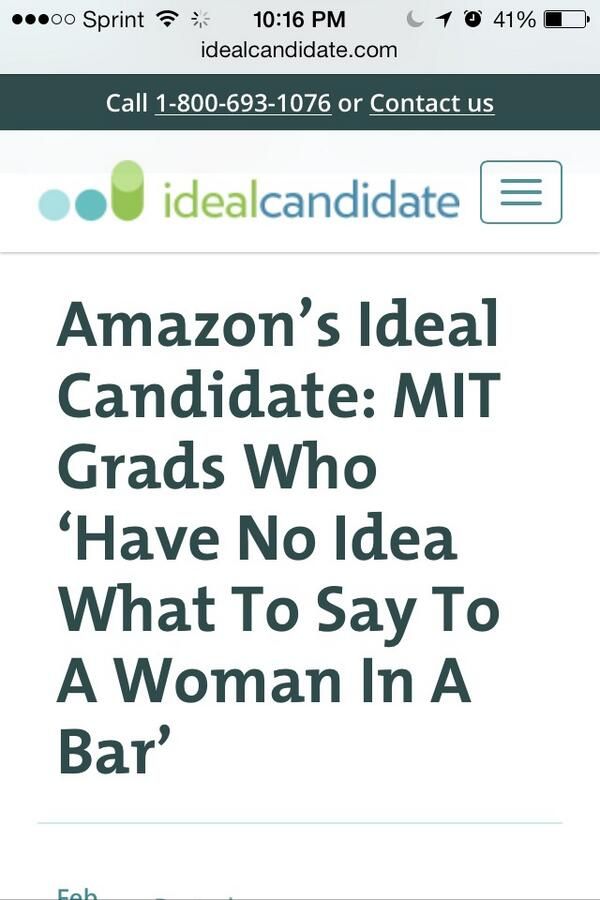 Sprint 10:16 PM 41%
idealcandidate.com
Call 1-800-693-1076 or Contact us
idealcandidate
Amazon’s Ideal
Candidate: MIT
Grads Who
‘Have No Idea
What To Say To
A Woman In A
Bar’
Feb